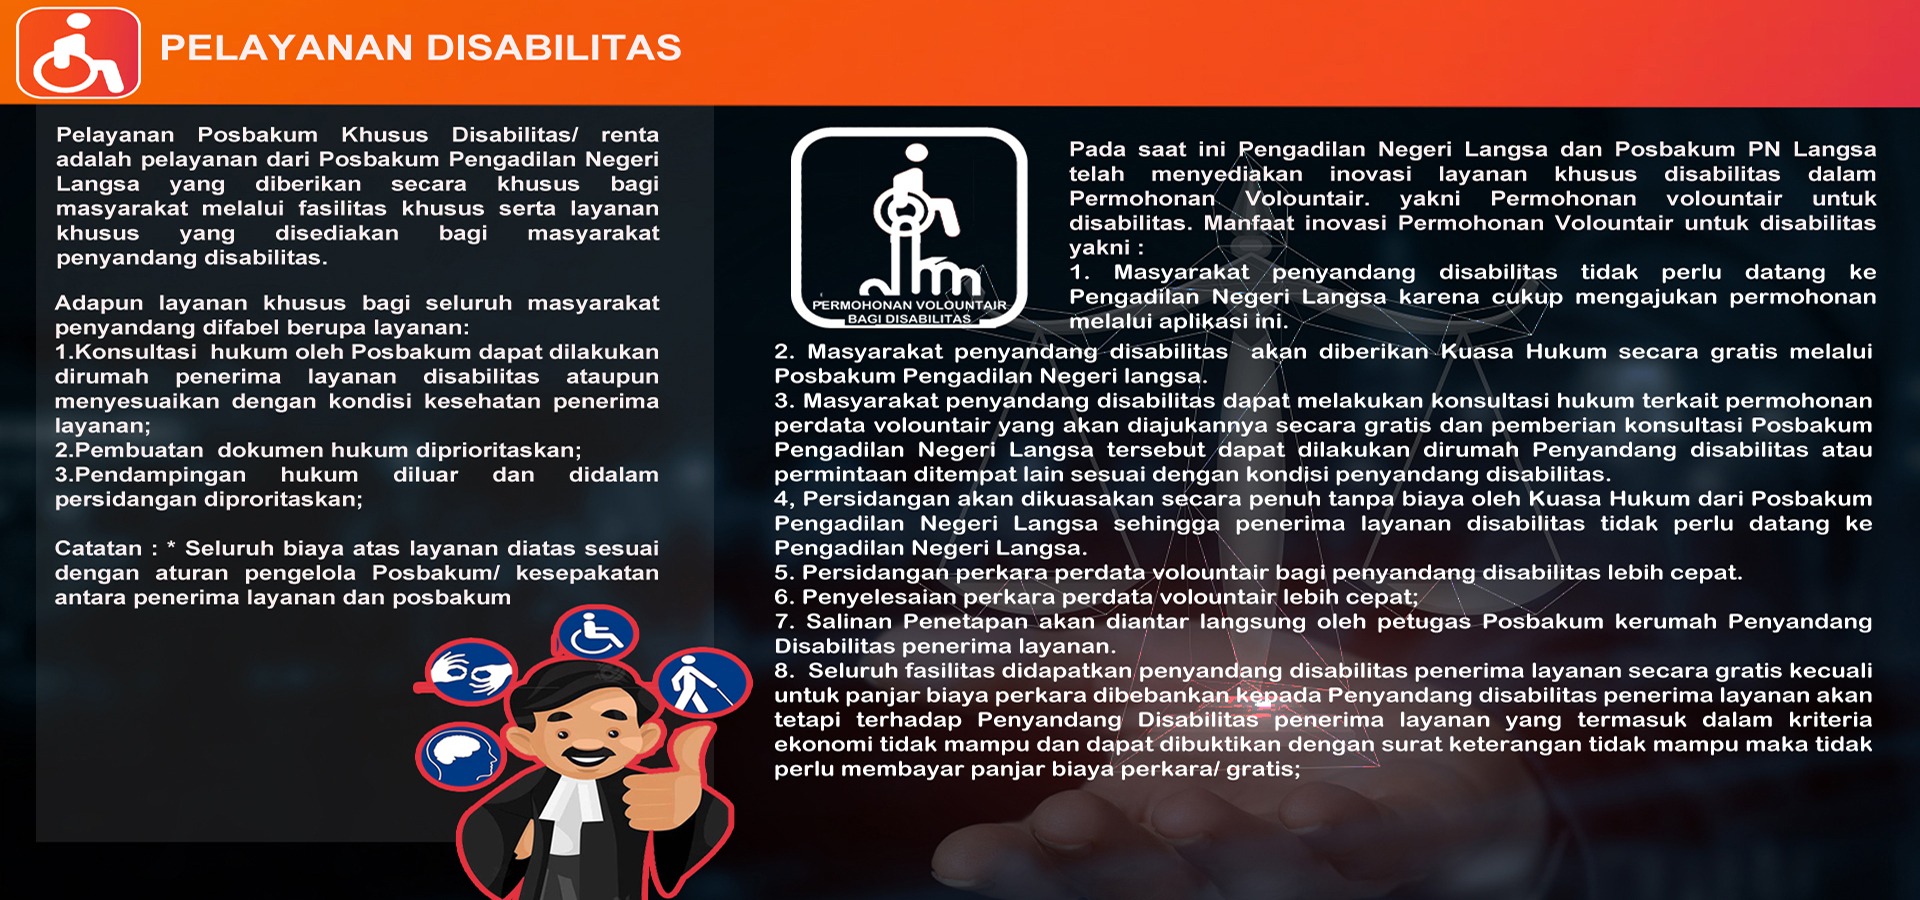 PELAYANAN DISABILITAS
Pelayanan Posbakum Khusus Disabilitas/ renta
adalah pelayanan dari Posbakum Pengadilan Negeri
Langsa yang diberikan secara khusus bagi
masyarakat melalui fasilitas khusus serta layanan
khusus yang disediakan bagi masyarakat
penyandang disabilitas.
Adapun layanan khusus bagi seluruh masyarakat
penyandang difabel berupa layanan:
1.Konsultasi hukum oleh Posbakum dapat dilakukan
dirumah penerima layanan disabilitas ataupun
menyesuaikan dengan kondisi kesehatan penerima
layanan;
2.Pembuatan dokumen hukum diprioritaskan;
3.Pendampingan hukum diluar dan didalam
persidangan diproritaskan;
Catatan : * Seluruh biaya atas layanan diatas sesuai
dengan aturan pengelola Posbakum/ kesepakatan
antara penerima layanan dan posbakum
PERMOHONAN VOLOUNTAIR
BAGI DISABILITAS
Pada saat ini Pengadilan Negeri Langsa dan Posbakum PN Langsa
telah menyediakan inovasi layanan khusus disabilitas dalam
Permohonan Volountair. yakni Permohonan volountair untuk
disabilitas. Manfaat inovasi Permohonan Volountair untuk disabilitas
yakni :
1. Masyarakat penyandang disabilitas tidak perlu datang ke
Pengadilan Negeri Langsa karena cukup mengajukan permohonan
melalui aplikasi ini.
2. Masyarakat penyandang disabilitas akan diberikan Kuasa Hukum secara gratis melalui
Posbakum Pengadilan Negeri langsa.
3. Masyarakat penyandang disabilitas dapat melakukan konsultasi hukum terkait permohonan
perdata volountair yang akan diajukannya secara gratis dan pemberian konsultasi Posbakum
Pengadilan Negeri Langsa tersebut dapat dilakukan dirumah Penyandang disabilitas atau
permintaan ditempat lain sesuai dengan kondisi penyandang disabilitas.
4, Persidangan akan dikuasakan secara penuh tanpa biaya oleh Kuasa Hukum dari Posbakum
Pengadilan Negeri Langsa sehingga penerima layanan disabilitas tidak perlu datang ke
Pengadilan Negeri Langsa.
5. Persidangan perkara perdata volountair bagi penyandang disabilitas lebih cepat.
6. Penyelesaian perkara perdata volountair lebih cepat;
7. Salinan Penetapan akan diantar langsung oleh petugas Posbakum kerumah Penyandang
Disabilitas penerima layanan.
8. Seluruh fasilitas didapatkan penyandang disabilitas penerima layanan secara gratis kecuali
untuk panjar biaya perkara dibebankan kepada Penyandang disabilitas penerima layanan akan
tetapi terhadap Penyandang Disabilitas penerima layanan yang termasuk dalam kriteria
ekonomi tidak mampu dan dapat dibuktikan dengan surat keterangan tidak mampu maka tidak
perlu membayar panjar biaya perkara/ gratis;